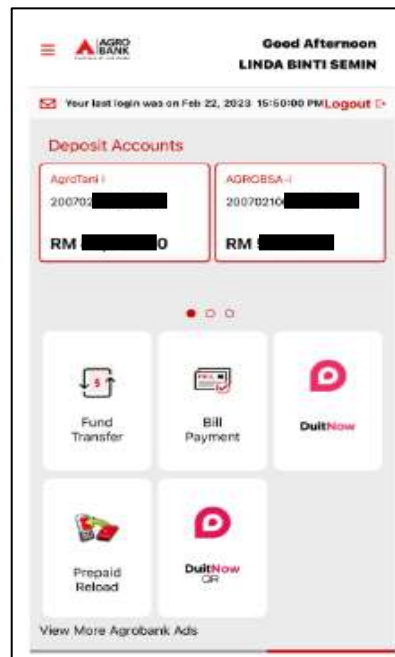 AGRO
BANK
Good Afternoon
LINDA BINTI SEMIN
Your last login was on Feb 22, 2023 15:50:00 PM Logout
Deposit Accounts
AgroTani i
AGROBSA-i
200702
20070210
RM
0
RM
Fund
Transfer
Bill
Payment
DuitNow
Prepaid
Reload
DuitNow
QR
View More Agrobank Ads